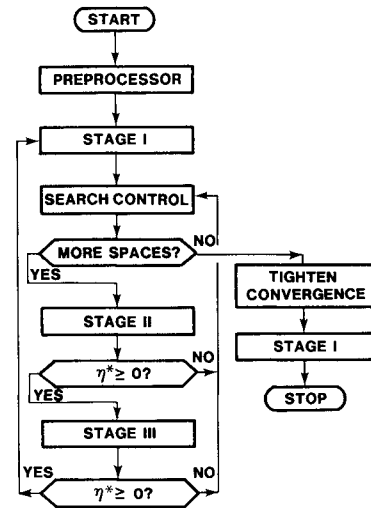 START
PREPROCESSOR
STAGE I
SEARCH CONTROL
MORE SPACES?
NO
YES
TIGHTEN
CONVERGENCE
STAGE II
STAGE I
η* ≥ 0?
NO
YES
STOP
STAGE III
YES
η* ≥ 0?
NO